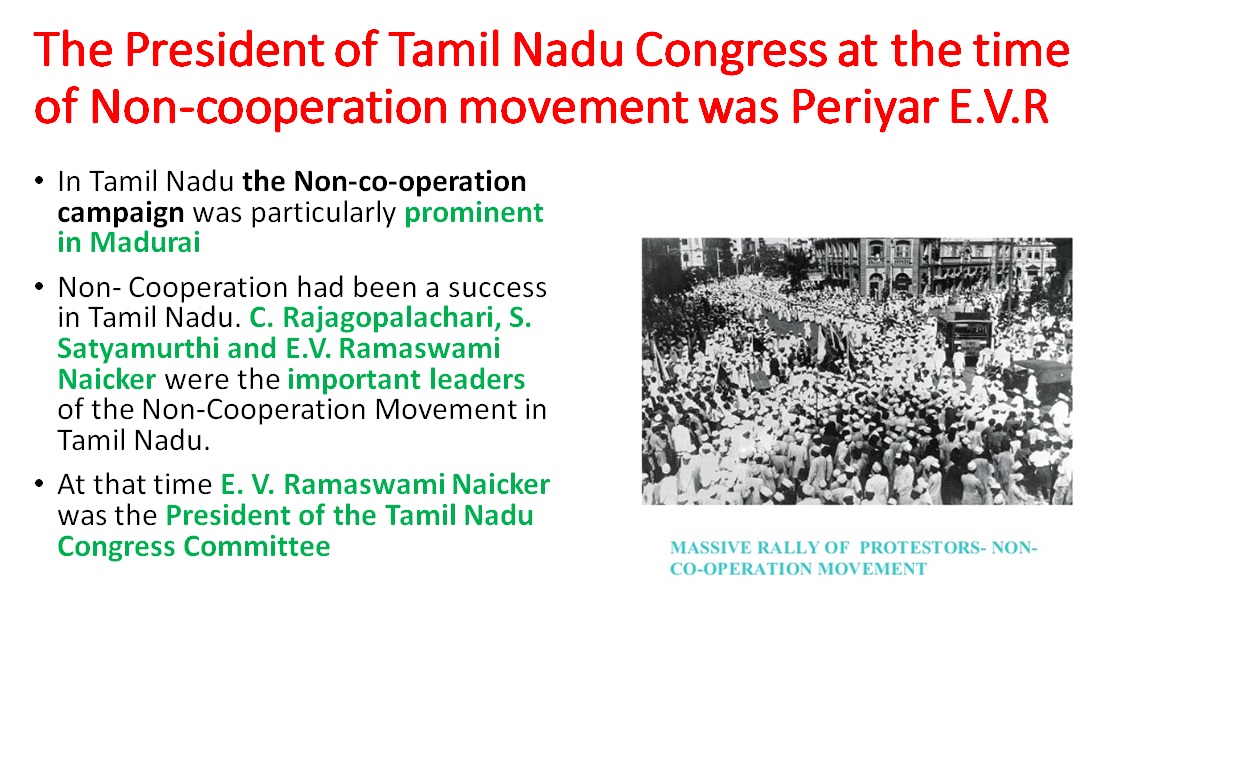 The President of Tamil Nadu Congress at the time
of Non-cooperation movement was Periyar E.V.R
• In Tamil Nadu the Non-co-operation
campaign was particularly prominent
in Madurai
• Non- Cooperation had been a success
in Tamil Nadu. C. Rajagopalachari, S.
Satyamurthi and E.V. Ramaswami
Naicker were the important leaders
of the Non-Cooperation Movement in
Tamil Nadu.
• At that time E. V. Ramaswami Naicker
was the President of the Tamil Nadu
Congress Committee
MASSIVE RALLY OF PROTESTORS- NON-
CO-OPERATION MOVEMENT